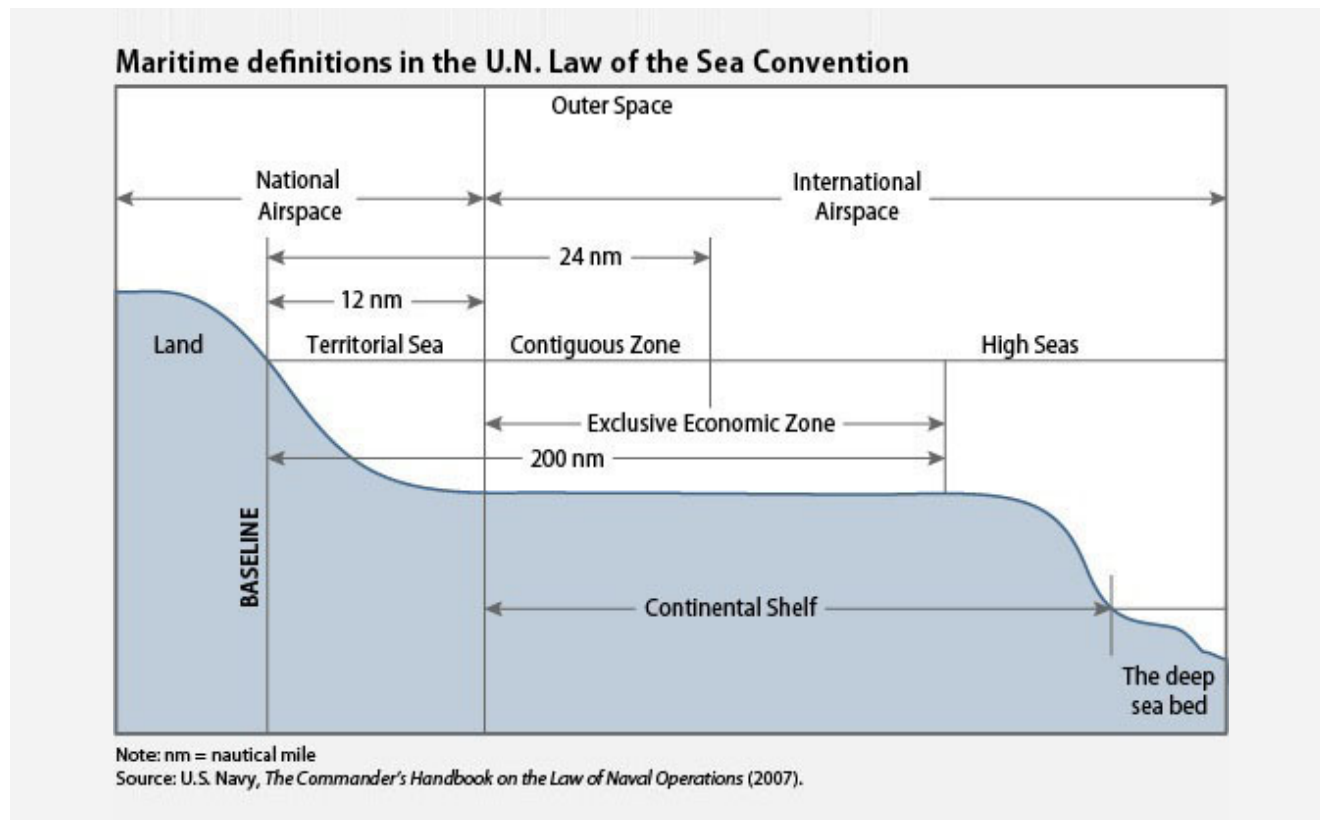 Maritime definitions in the U.N. Law of the Sea Convention
Outer Space
National
Airspace
International
Airspace
24 nm
12 nm
Land
Territorial Sea
Contiguous Zone
High Seas
Exclusive Economic Zone
200 nm
BASELINE
Continental Shelf
The deep
sea bed
Note: nm = nautical mile
Source: U.S. Navy, The Commander's Handbook on the Law of Naval Operations (2007).